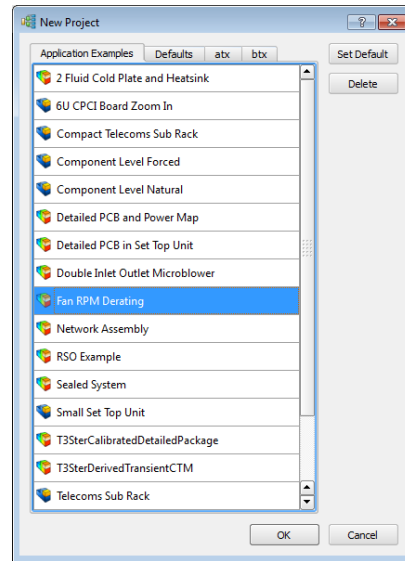 New Project
Application Examples Defaults atx btx
Set Default
Delete
2 Fluid Cold Plate and Heatsink
6U CPCI Board Zoom In
Compact Telecoms Sub Rack
Component Level Forced
Component Level Natural
Detailed PCB and Power Map
Detailed PCB in Set Top Unit
Double Inlet Outlet Microblower
Fan RPM Derating
Network Assembly
RSO Example
Sealed System
Small Set Top Unit
T3SterCalibratedDetailedPackage
T3SterDerivedTransientCTM
Telecoms Sub Rack
OK Cancel